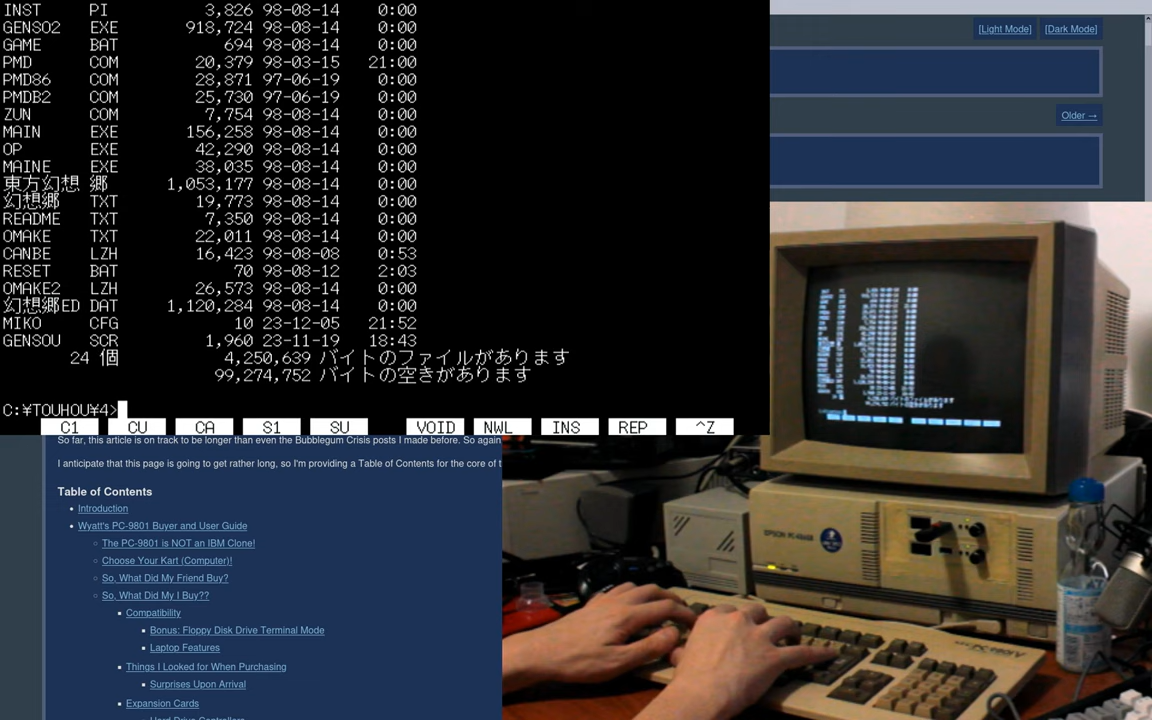 INST PI 3,826 98-08-14 0:00
GENSO2 EXE 918,724 98-08-14 0:00
GAME BAT 694 98-08-14 0:00
PMD COM 20,379 98-03-15 21:00
PMD86 COM 28,871 97-06-19 0:00
PMDB2 COM 25,730 97-06-19 0:00
ZUN COM 7,754 98-08-14 0:00
MAIN EXE 156,258 98-08-14 0:00
OP EXE 42,290 98-08-14 0:00
MAINE EXE 38,035 98-08-14 0:00
東方幻想 郷 1,053,177 98-08-14 0:00
幻想郷 TXT 19,773 98-08-14 0:00
README TXT 7,350 98-08-14 0:00
OMAKE TXT 22,011 98-08-14 0:00
CANBE LZH 16,423 98-08-08 0:53
RESET BAT 70 98-08-12 2:03
OMAKE2 LZH 26,573 98-08-14 0:00
幻想郷ED DAT 1,120,284 98-08-14 0:00
MIKO CFG 10 23-12-05 21:52
GENSOU SCR 1,960 23-11-19 18:43
24 個 4,250,639 バイトのファイルがあります
99,274,752 バイトの空きがあります
C:¥TOUHOU¥4>
C1 CU CA S1 SU VOID NWL INS REP ^Z
[Light Mode] [Dark Mode]
Older →
So far, this article is on track to be longer than even the Bubblegum Crisis posts I made before. So again
I anticipate that this page is going to get rather long, so I'm providing a Table of Contents for the core of t
Table of Contents
Introduction
Wyatt's PC-9801 Buyer and User Guide
The PC-9801 is NOT an IBM Clone!
Choose Your Kart (Computer)!
So, What Did My Friend Buy?
So, What Did My I Buy??
Compatibility
Bonus: Floppy Disk Drive Terminal Mode
Laptop Features
Things I Looked for When Purchasing
Surprises Upon Arrival
Expansion Cards
Hard Drive Controllers
EPSON